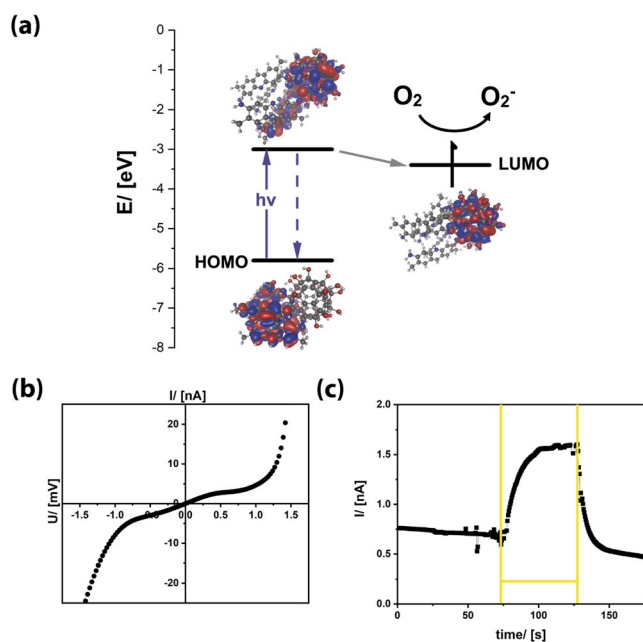 (a)
E/ [eV]
0
-1
-2
-3
-4
-5
-6
-7
-8
hν
HOMO
O2
O2-
LUMO
(b)
I/ [nA]
U/ [mV]
20
10
-10
-20
-1.5 -1.0 -0.5 0.0 0.5 1.0 1.5
(c)
I/ [nA]
2.0
1.5
1.0
0.5
0.0
0 50 100 150
time/ [s]